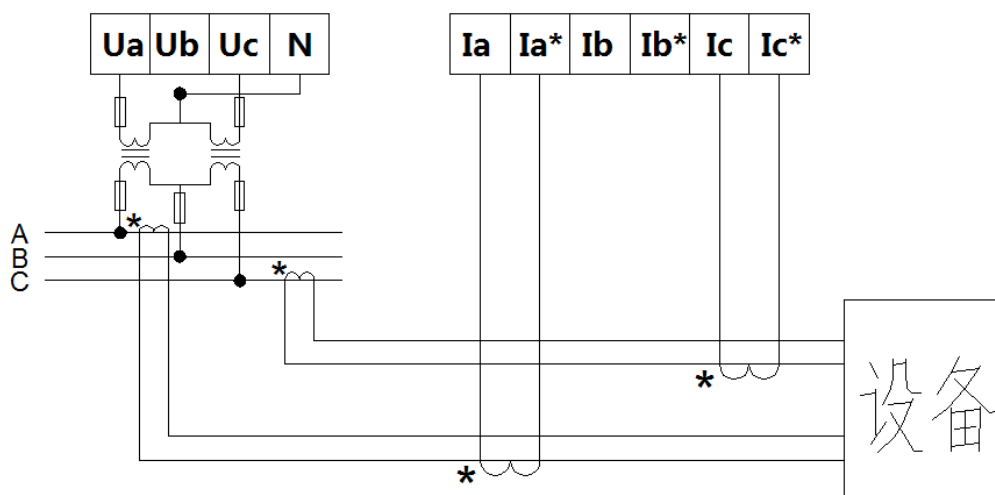 Ua Ub Uc N Ia Ia* Ib Ib* Ic Ic*
A *
B
C *
*
设备
*